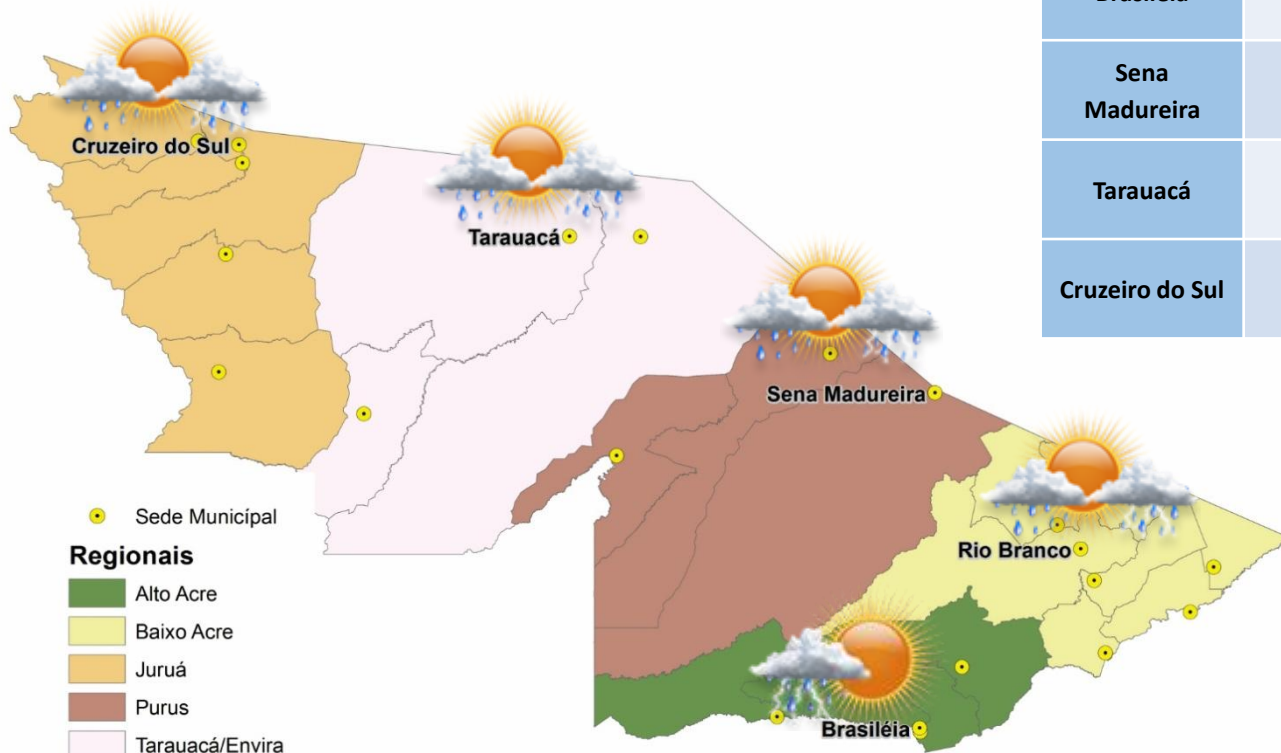 Sena
Madureira
Tarauacá
Cruzeiro do Sul
Cruzeiro do Sul
Tarauacá
Sena Madureira
Rio Branco
Brasiléia
Sede Municípal
Regionais
Alto Acre
Baixo Acre
Juruá
Purus
Tarauacá/Envira